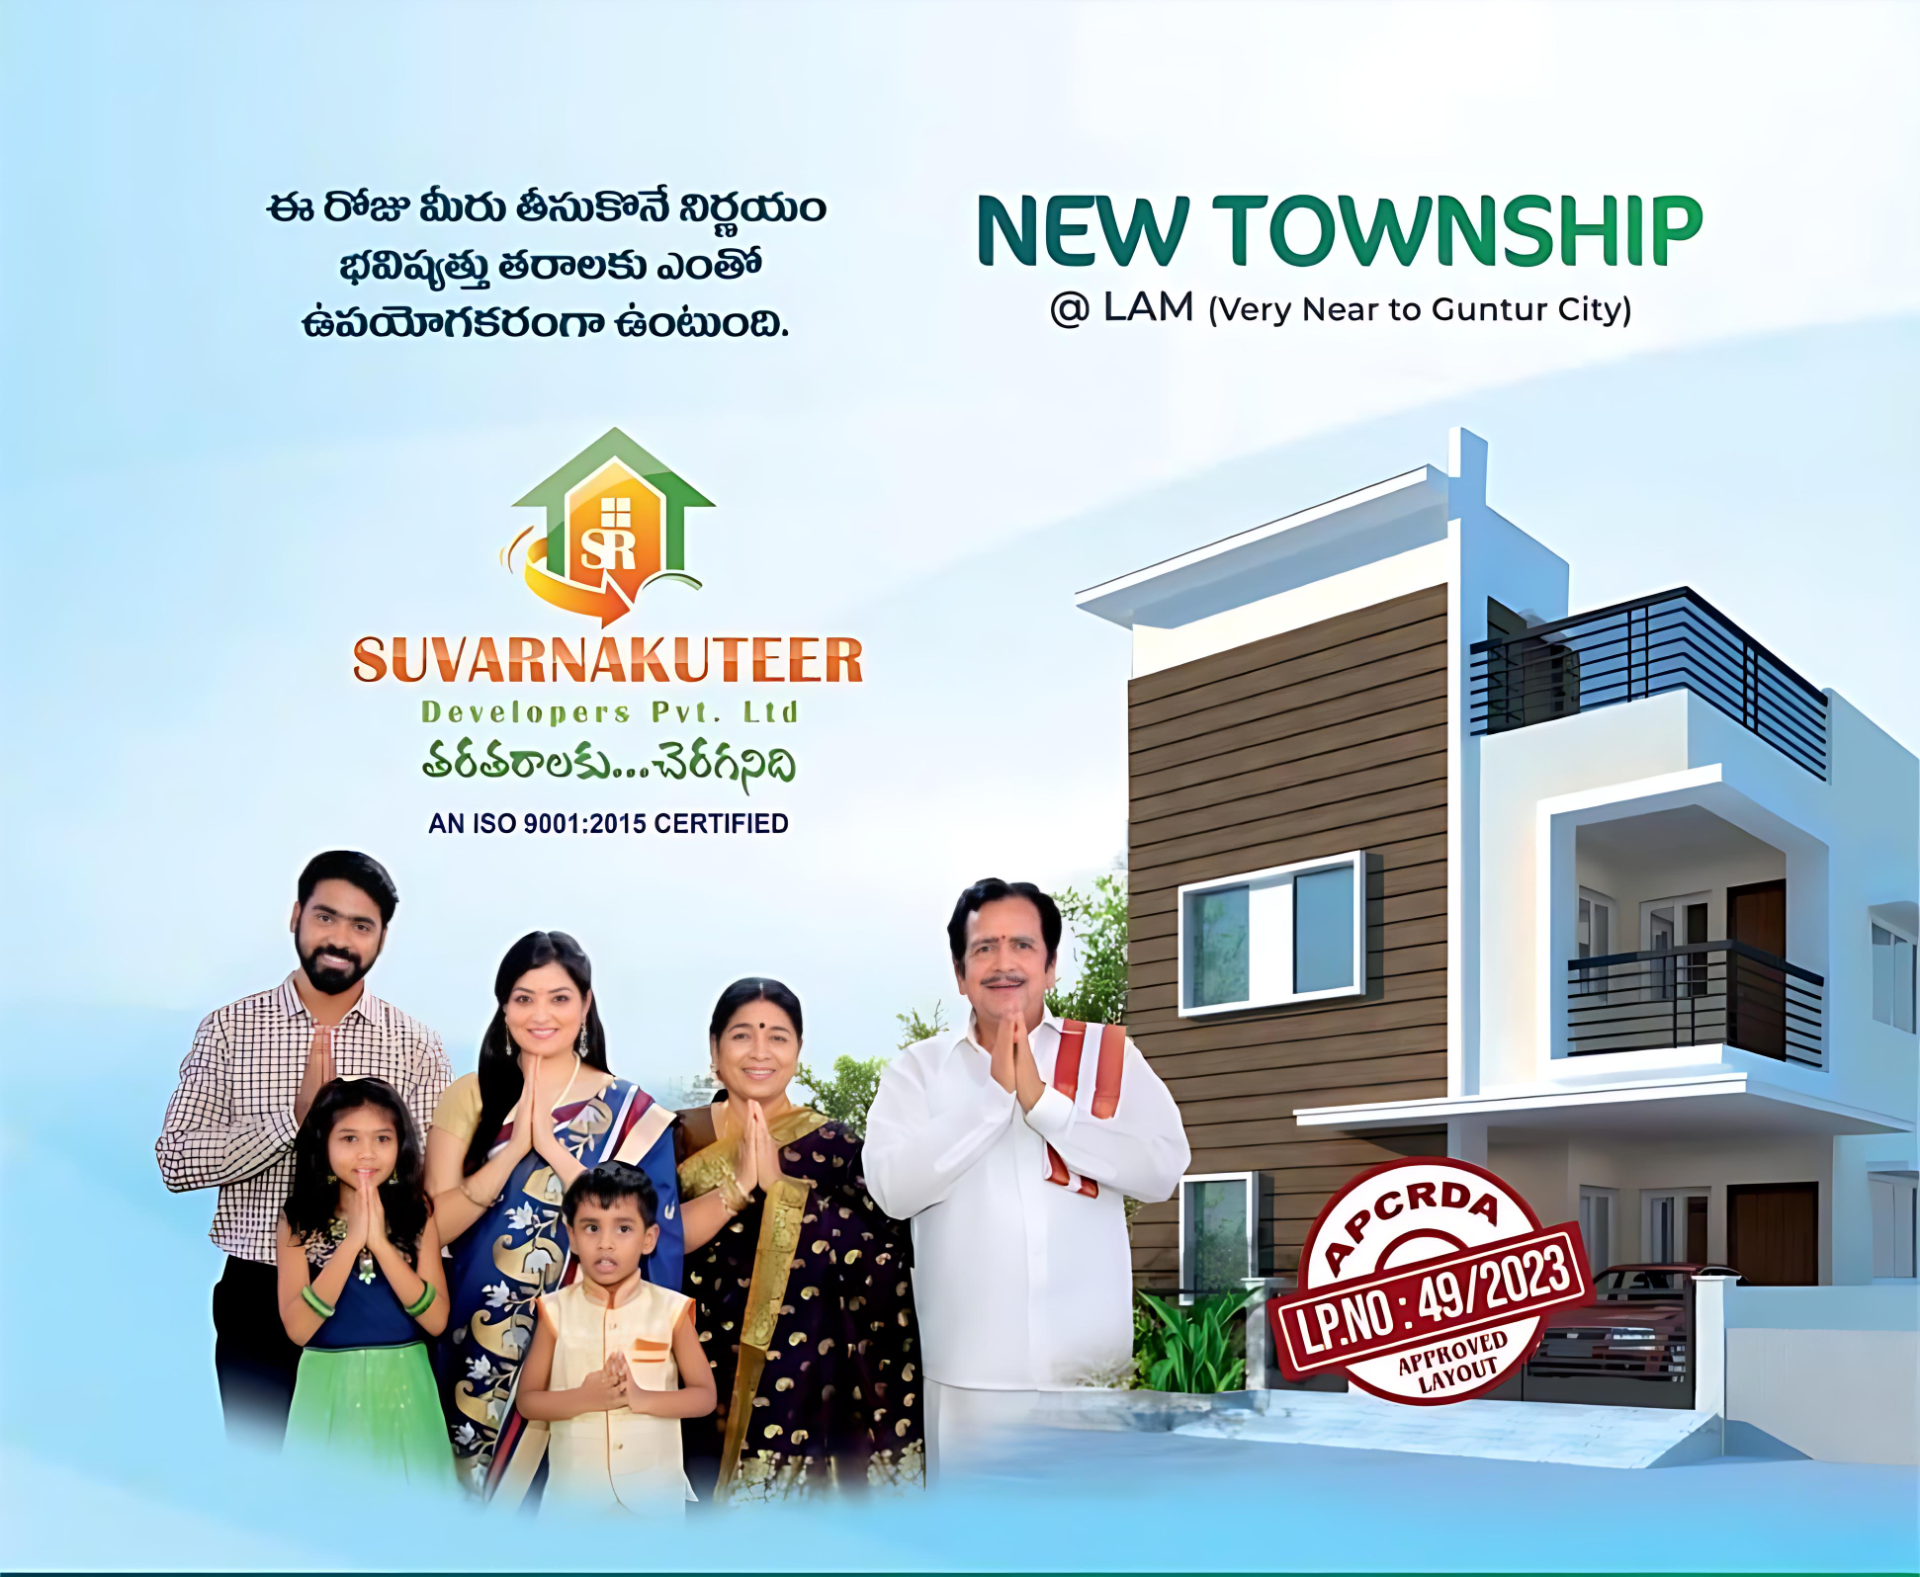 ఈ రోజు మీరు తీసుకొనే నిర్ణయం
భవిష్యత్తు తరాలకు ఎంతో
ఉపయోగకరంగా ఉంటుంది.
NEW TOWNSHIP
@ LAM (Very Near to Guntur City)
SR
SUVARNAKUTEER
Developers Pvt. Ltd
తరతరాలకు...చెరగనిది
AN ISO 9001:2015 CERTIFIED
APCRDA
LP.NO : 49/2023
APPROVED
LAYOUT